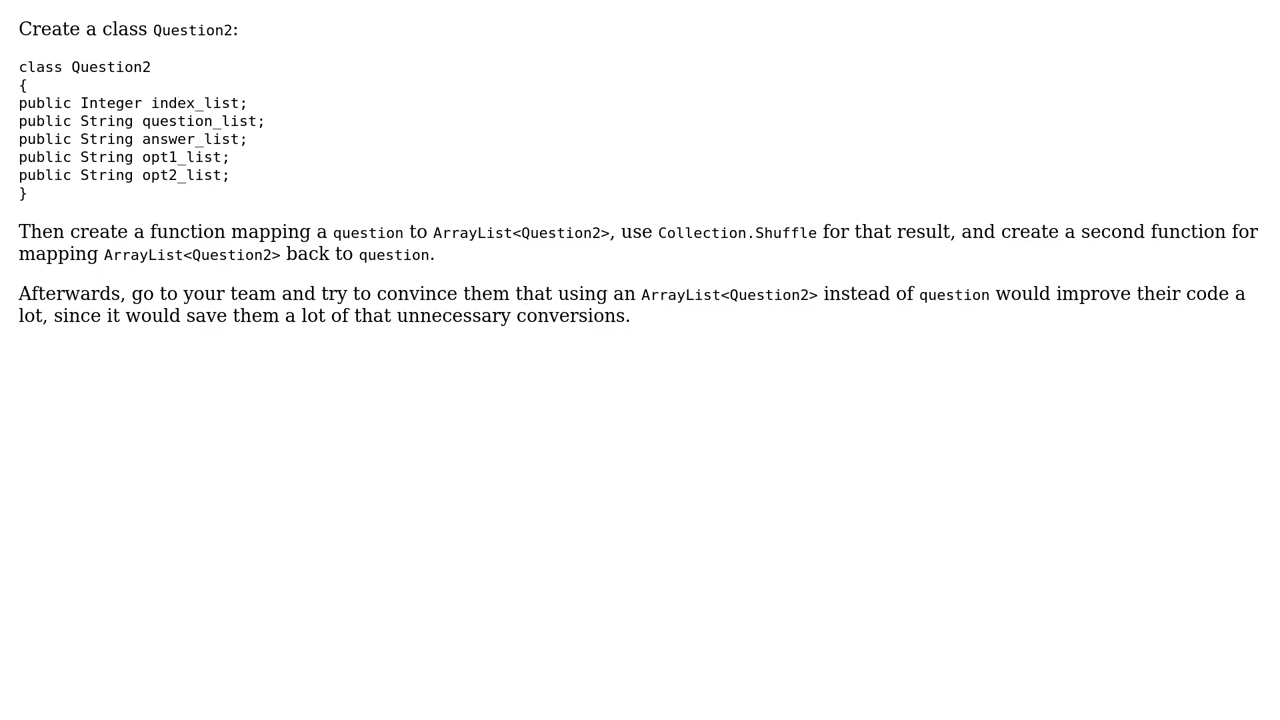 Create a class Question2:
class Question2
{
public Integer index_list;
public String question_list;
public String answer_list;
public String opt1_list;
public String opt2_list;
}
Then create a function mapping a question to ArrayList<Question2>, use Collection.Shuffle for that result, and create a second function for
mapping ArrayList<Question2> back to question.
Afterwards, go to your team and try to convince them that using an ArrayList<Question2> instead of question would improve their code a
lot, since it would save them a lot of that unnecessary conversions.